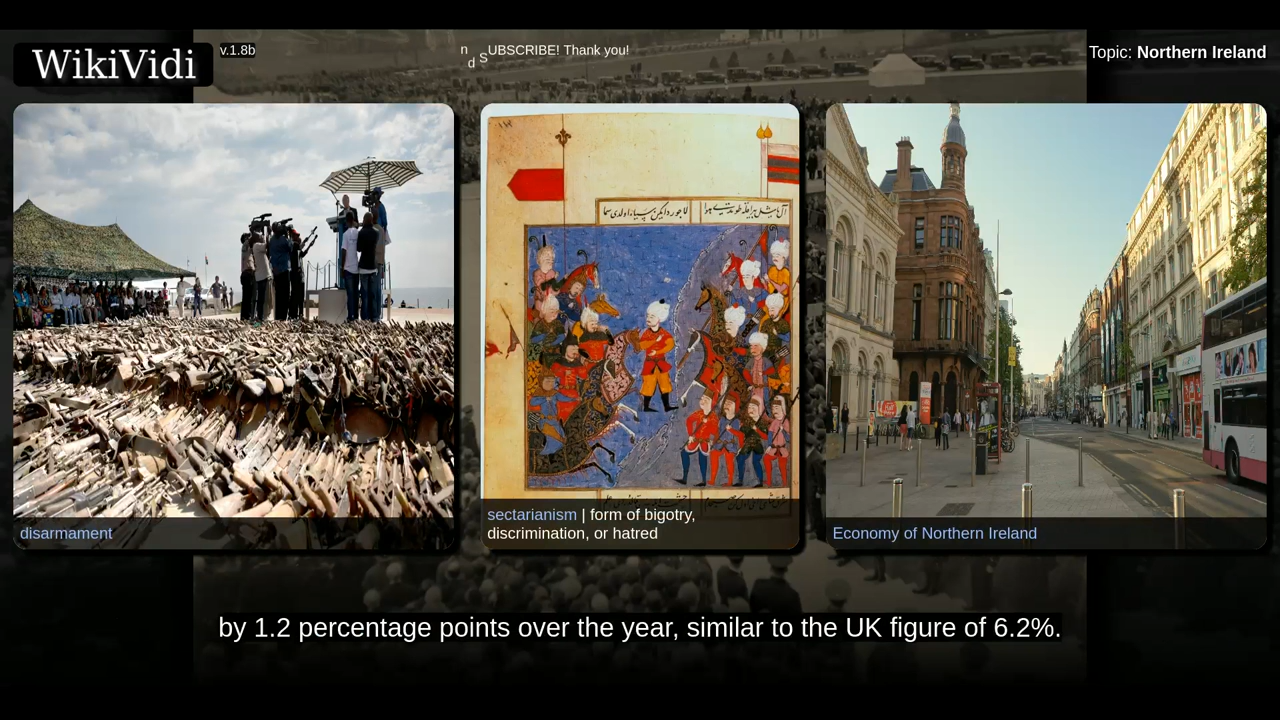 WikiVidi
v.1.8b
n
d SUBSCRIBE! Thank you!
Topic: Northern Ireland
disarmament
sectarianism | form of bigotry,
discrimination, or hatred
Economy of Northern Ireland
by 1.2 percentage points over the year, similar to the UK figure of 6.2%.